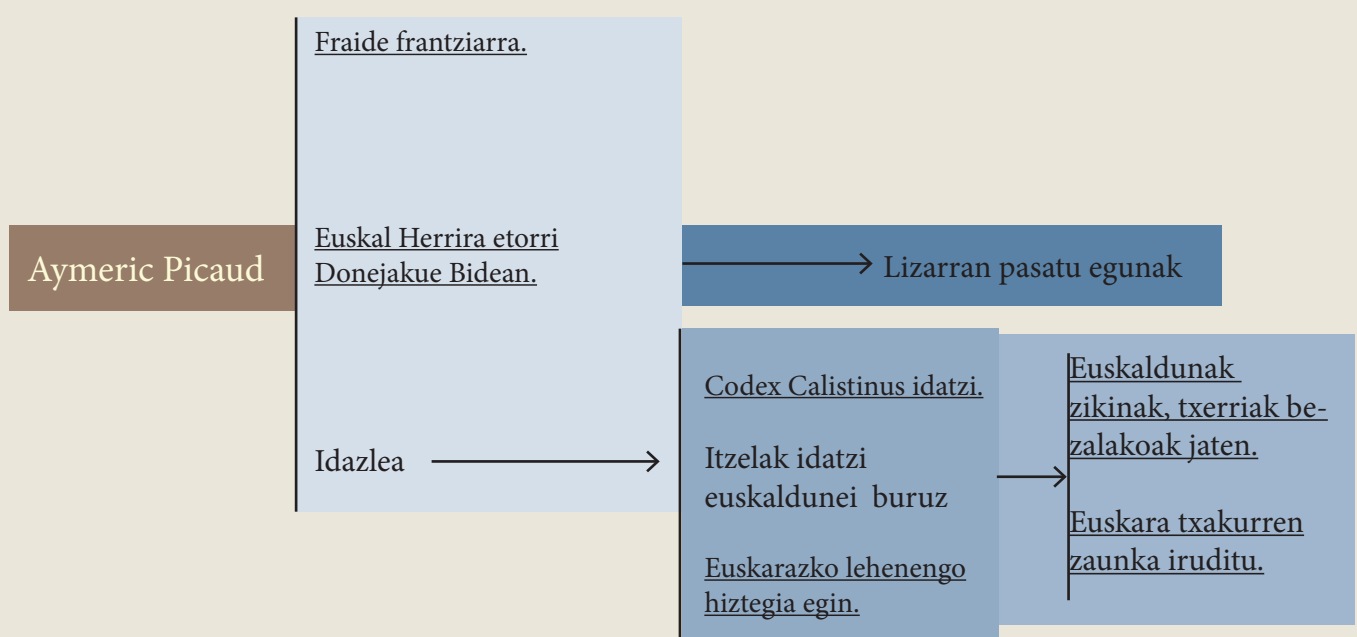 Fraide frantziarra.
Aymeric Picaud
Euskal Herrira etorri
Donejakue Bidean.
Lizarran pasatu egunak
Idazlea
Codex Calistinus idatzi.
Itzelak idatzi
euskaldunei buruz
Euskarazko lehenengo
hiztegia egin.
Euskaldunak
zikinak, txerriak be-
zalakoak jaten.
Euskara txakurren
zaunka iruditu.